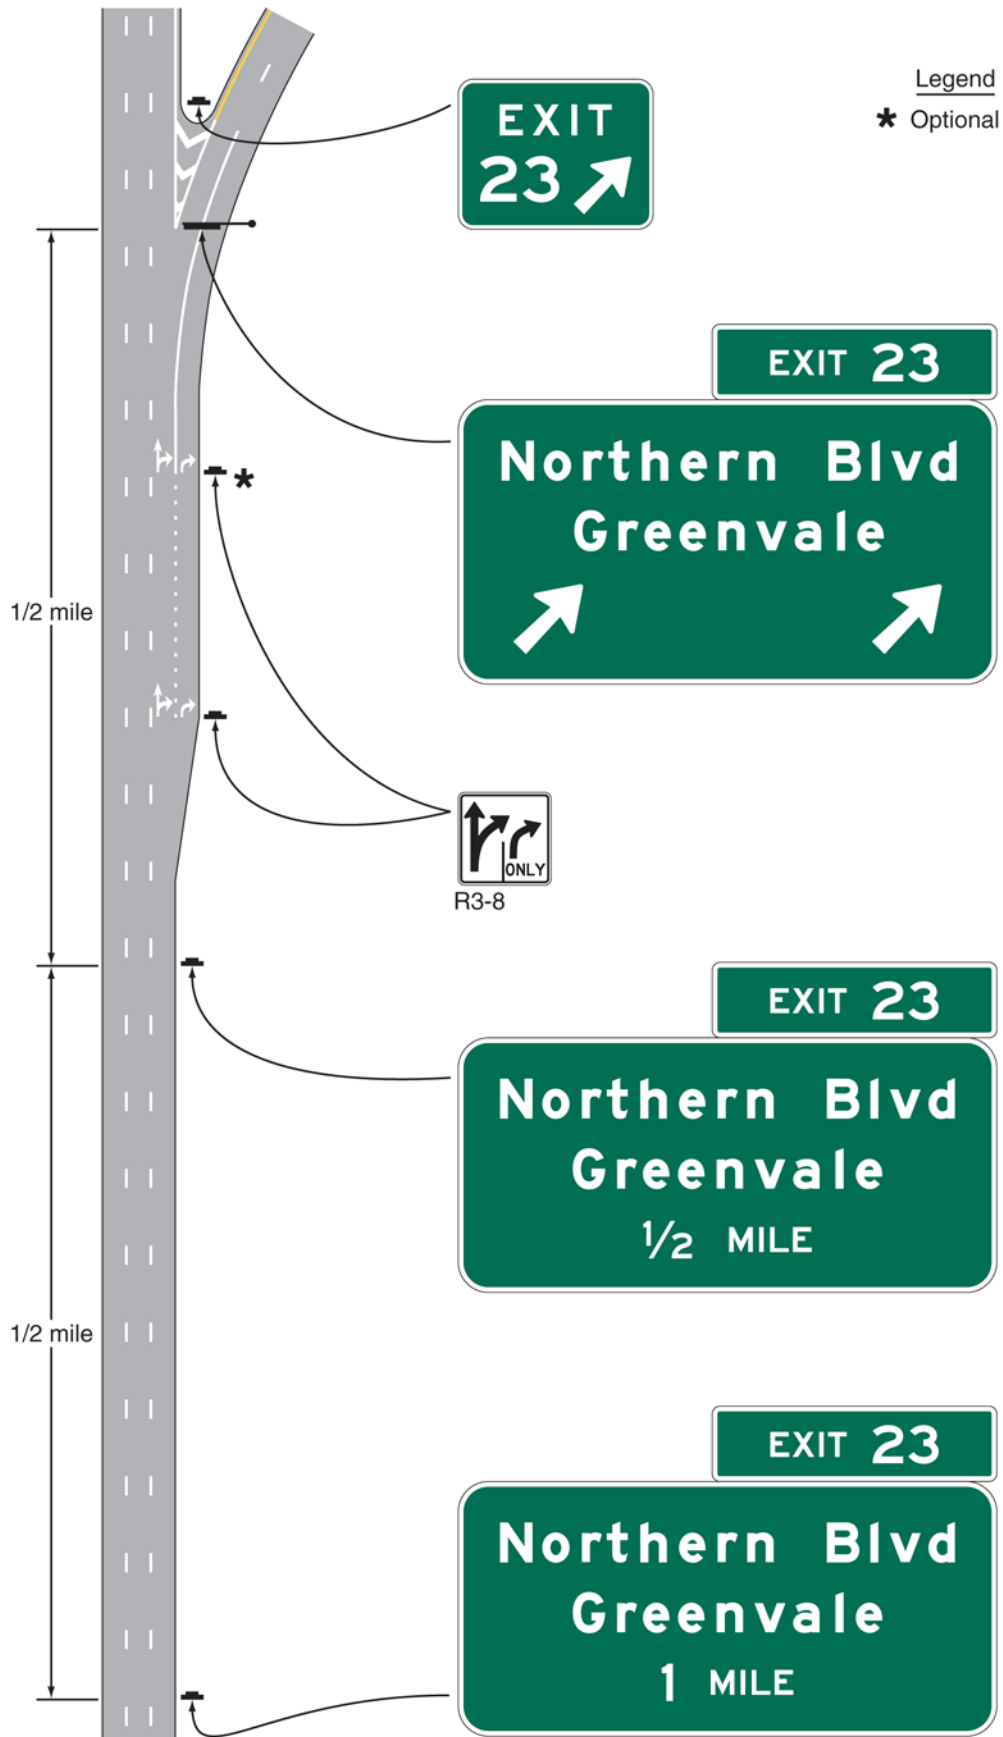 Legend
* Optional
EXIT
23
EXIT 23
Northern Blvd
Greenvale
1/2 mile
*
ONLY
R3-8
EXIT 23
Northern Blvd
Greenvale
1/2 MILE
1/2 mile
EXIT 23
Northern Blvd
Greenvale
1 MILE